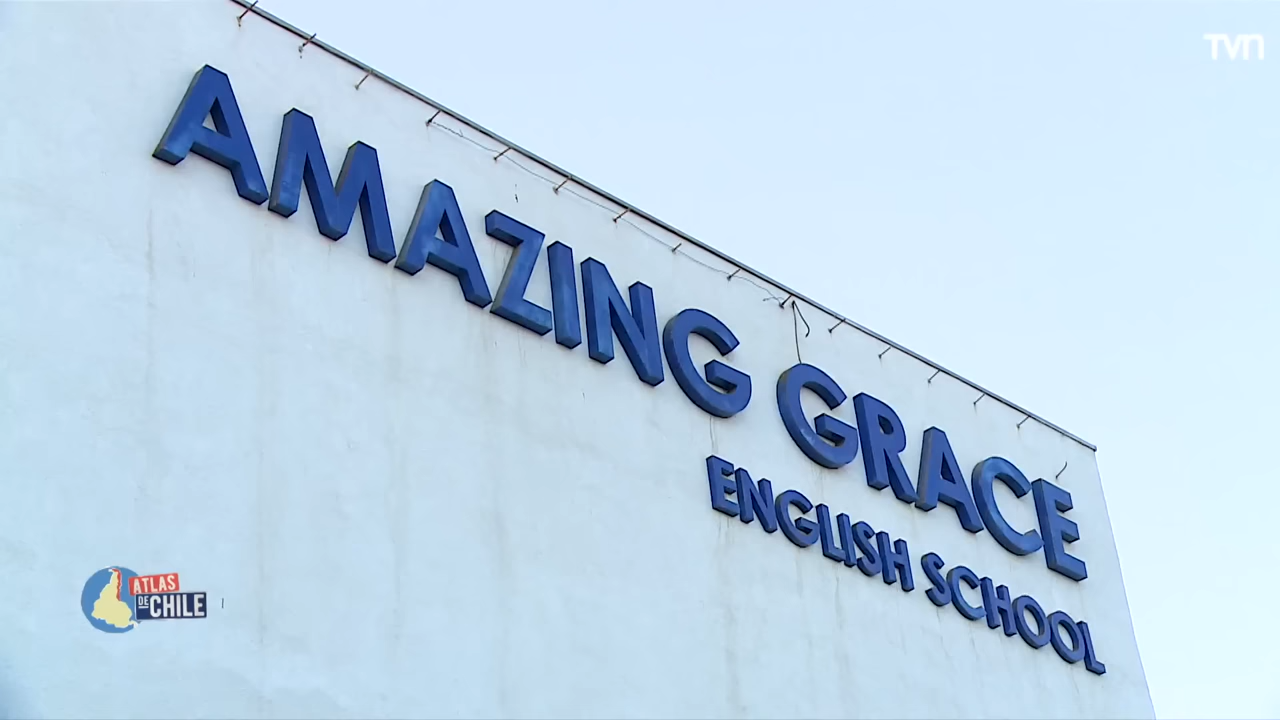 TVN
AMAZING GRACE
ENGLISH SCHOOL
ATLAS
DE CHILE